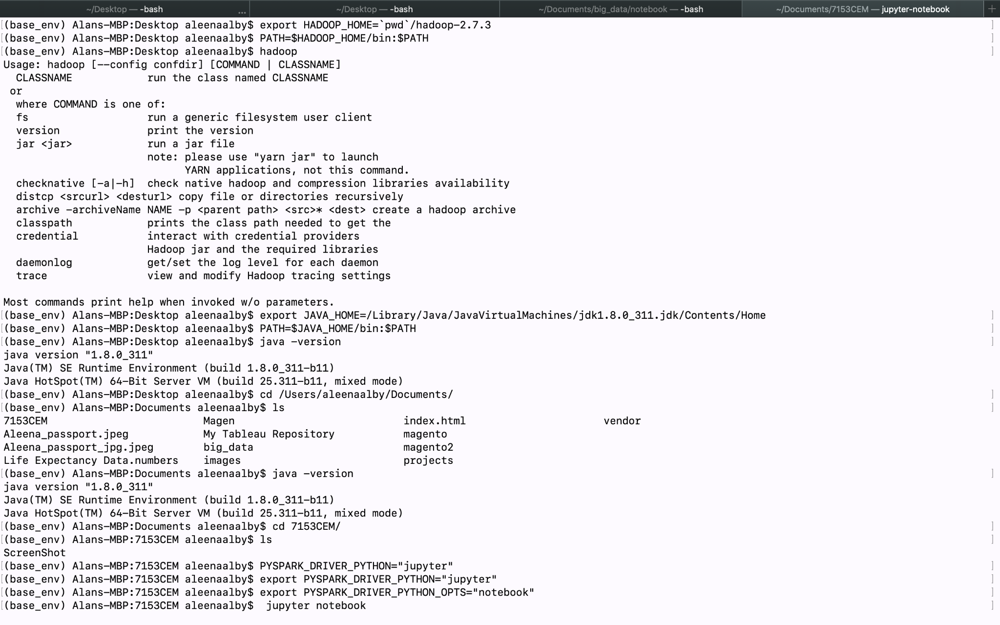 ~/Desktop — -bash ... ~/Desktop — -bash ~/Documents/big_data/notebook — -bash ~/Documents/7153CEM — jupyter-notebook +
[(base_env) Alans-MBP:Desktop aleenaalby$ export HADOOP_HOME=`pwd`/hadoop-2.7.3 ]
[(base_env) Alans-MBP:Desktop aleenaalby$ PATH=$HADOOP_HOME/bin:$PATH ]
[(base_env) Alans-MBP:Desktop aleenaalby$ hadoop ]
Usage: hadoop [--config confdir] [COMMAND | CLASSNAME]
  CLASSNAME            run the class named CLASSNAME
 or
  where COMMAND is one of:
  fs                   run a generic filesystem user client
  version              print the version
  jar <jar>            run a jar file
                       note: please use "yarn jar" to launch
                             YARN applications, not this command.
  checknative [-a|-h]  check native hadoop and compression libraries availability
  distcp <srcurl> <desturl> copy file or directories recursively
  archive -archiveName NAME -p <parent path> <src>* <dest> create a hadoop archive
  classpath            prints the class path needed to get the
  credential           interact with credential providers
                       Hadoop jar and the required libraries
  daemonlog            get/set the log level for each daemon
  trace                view and modify Hadoop tracing settings

Most commands print help when invoked w/o parameters.
[(base_env) Alans-MBP:Desktop aleenaalby$ export JAVA_HOME=/Library/Java/JavaVirtualMachines/jdk1.8.0_311.jdk/Contents/Home ]
[(base_env) Alans-MBP:Desktop aleenaalby$ PATH=$JAVA_HOME/bin:$PATH ]
[(base_env) Alans-MBP:Desktop aleenaalby$ java -version ]
java version "1.8.0_311"
Java(TM) SE Runtime Environment (build 1.8.0_311-b11)
Java HotSpot(TM) 64-Bit Server VM (build 25.311-b11, mixed mode)
[(base_env) Alans-MBP:Desktop aleenaalby$ cd /Users/aleenaalby/Documents/ ]
[(base_env) Alans-MBP:Documents aleenaalby$ ls ]
7153CEM                         Magen                           index.html                      vendor
Aleena_passport.jpeg            My Tableau Repository           magento
Aleena_passport_jpg.jpeg        big_data                        magento2
Life Expectancy Data.numbers    images                          projects
[(base_env) Alans-MBP:Documents aleenaalby$ java -version ]
java version "1.8.0_311"
Java(TM) SE Runtime Environment (build 1.8.0_311-b11)
Java HotSpot(TM) 64-Bit Server VM (build 25.311-b11, mixed mode)
[(base_env) Alans-MBP:Documents aleenaalby$ cd 7153CEM/ ]
[(base_env) Alans-MBP:7153CEM aleenaalby$ ls ]
ScreenShot
[(base_env) Alans-MBP:7153CEM aleenaalby$ PYSPARK_DRIVER_PYTHON="jupyter" ]
[(base_env) Alans-MBP:7153CEM aleenaalby$ export PYSPARK_DRIVER_PYTHON="jupyter" ]
[(base_env) Alans-MBP:7153CEM aleenaalby$ export PYSPARK_DRIVER_PYTHON_OPTS="notebook" ]
[(base_env) Alans-MBP:7153CEM aleenaalby$  jupyter notebook ]